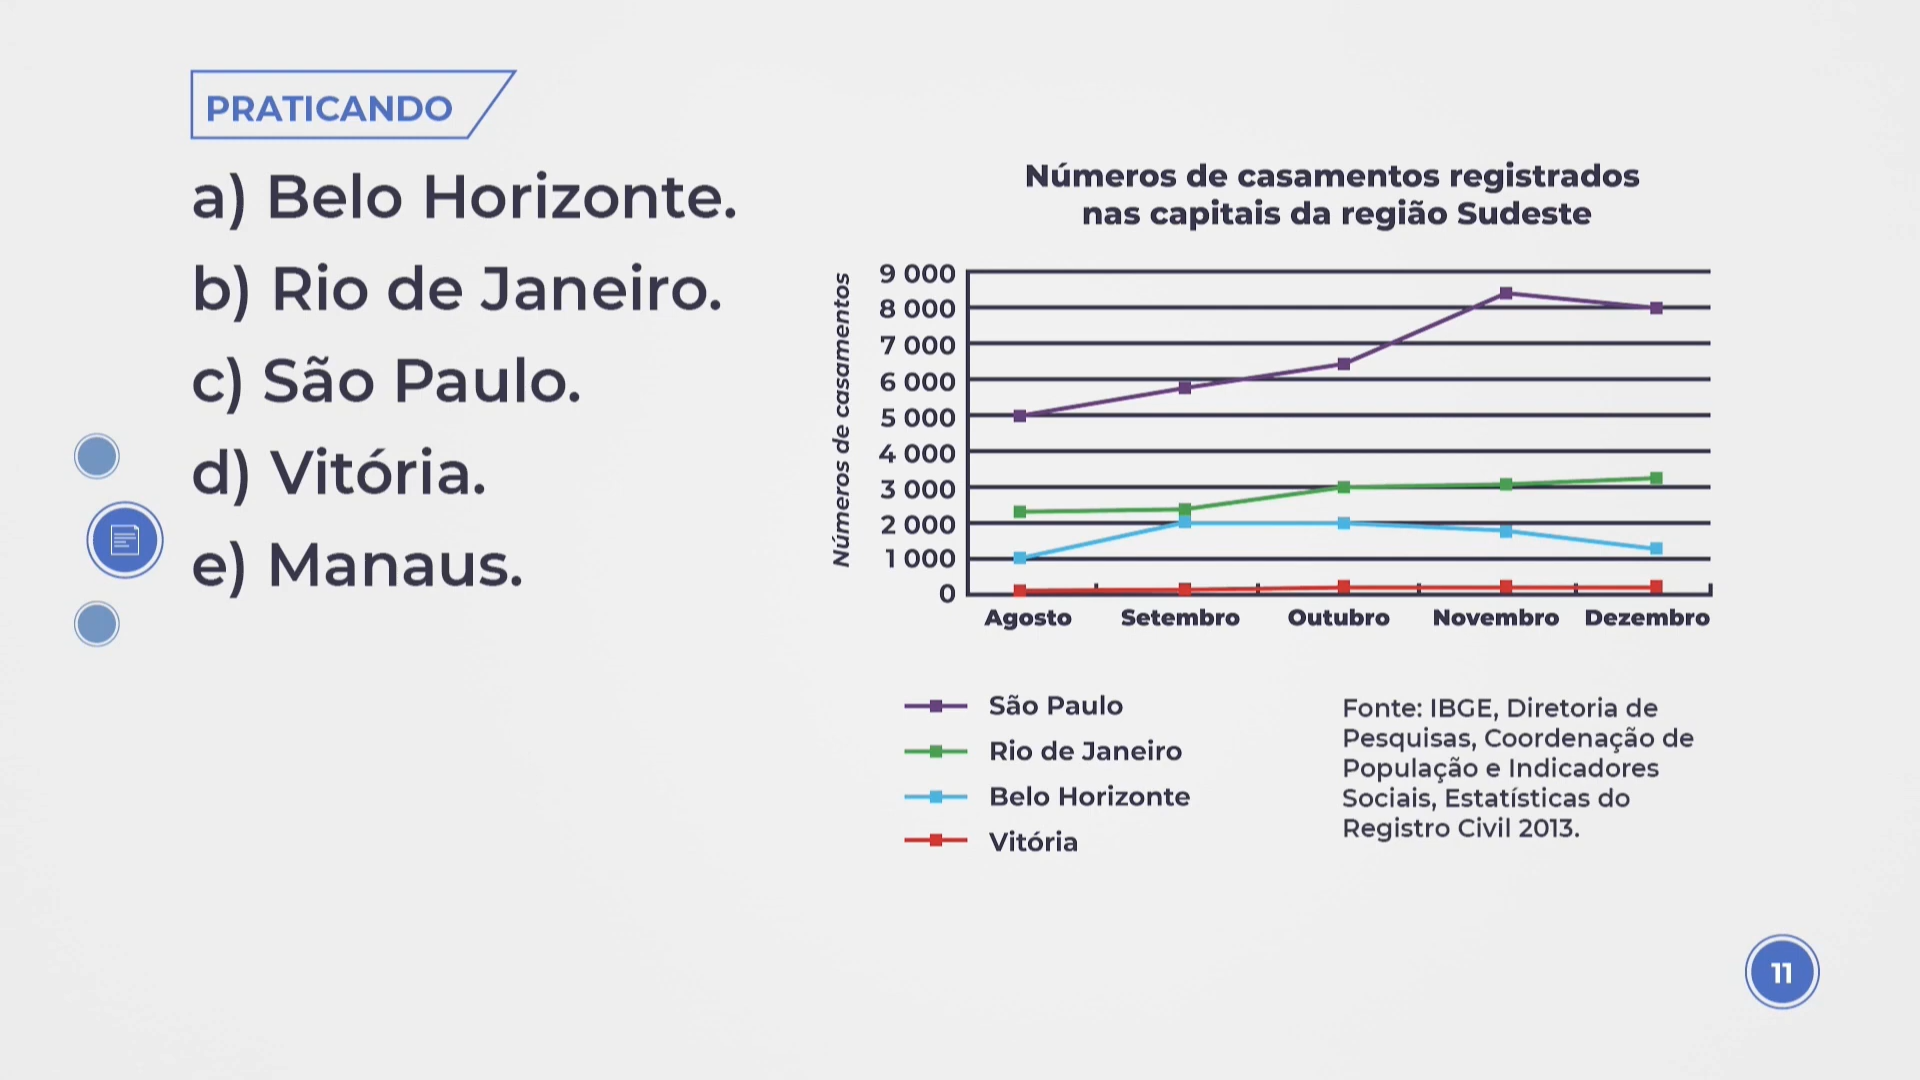 PRATICANDO
a) Belo Horizonte.
b) Rio de Janeiro.
c) São Paulo.
d) Vitória.
e) Manaus.
Números de casamentos registrados
nas capitais da região Sudeste
Números de casamentos
9 000
8 000
7 000
6 000
5 000
4 000
3 000
2 000
1 000
0
Agosto Setembro Outubro Novembro Dezembro
São Paulo
Rio de Janeiro
Belo Horizonte
Vitória
Fonte: IBGE, Diretoria de
Pesquisas, Coordenação de
População e Indicadores
Sociais, Estatísticas do
Registro Civil 2013.
11